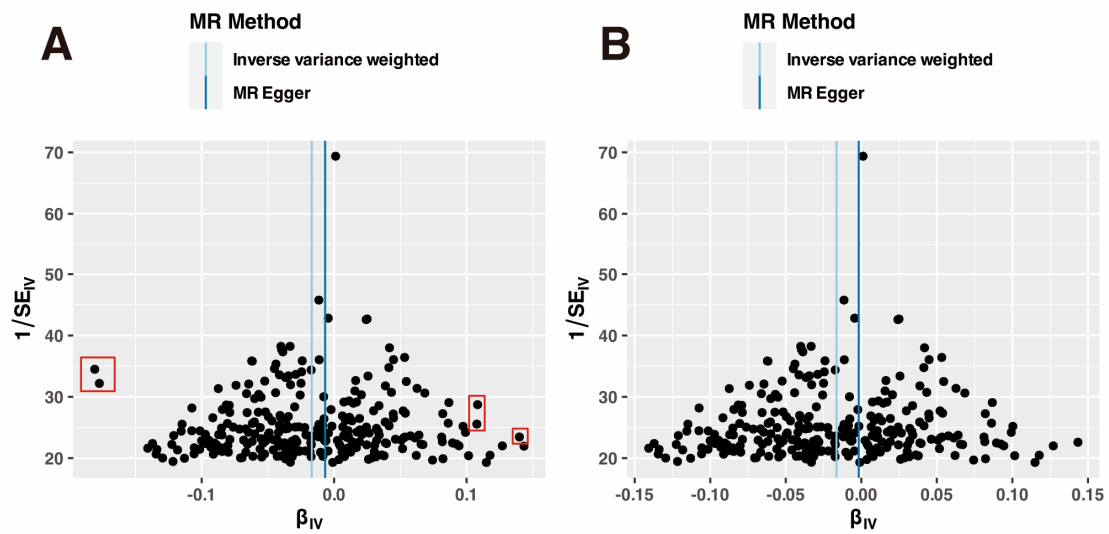 A
MR Method
Inverse variance weighted
MR Egger
70
60
50
40
30
20
1/SE_IV
-0.1
0.0
0.1
β_IV
B
MR Method
Inverse variance weighted
MR Egger
70
60
50
40
30
20
1/SE_IV
-0.15
-0.10
-0.05
0.00
0.05
0.10
0.15
β_IV